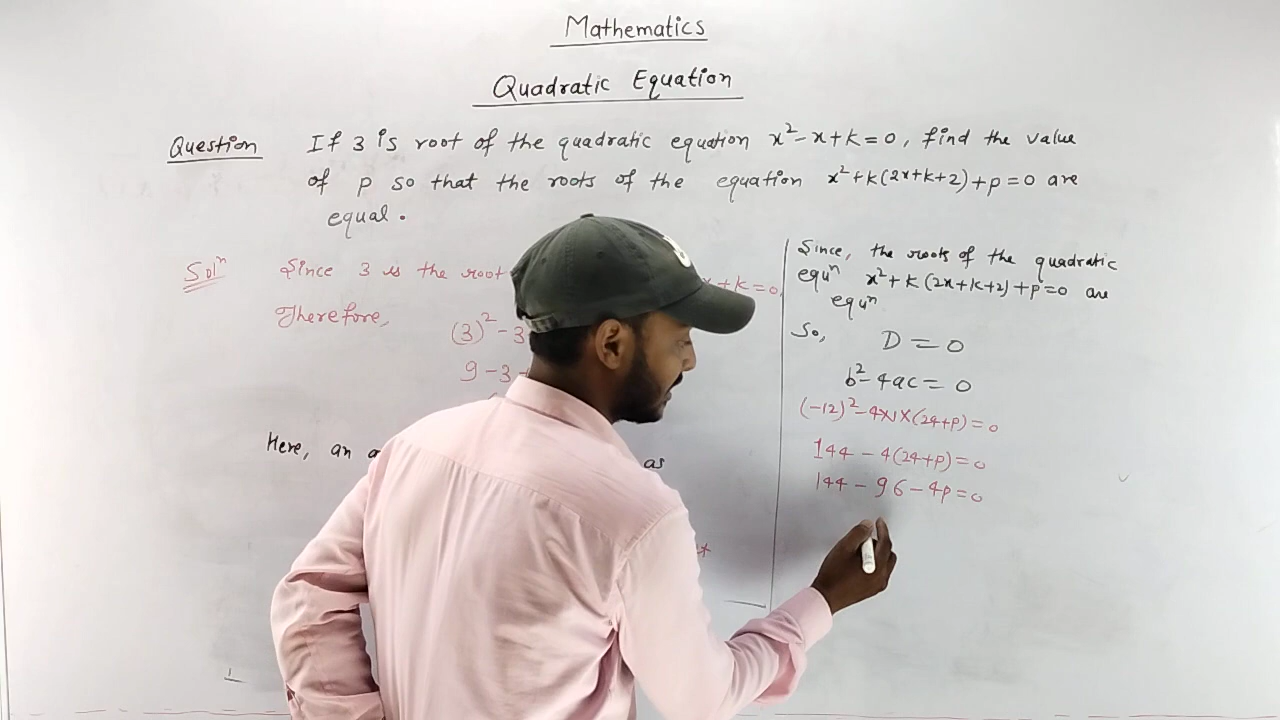 Mathematics
Quadratic Equation
Question If 3 is root of the quadratic equation x²-x+k=0, find the value
of p so that the roots of the equation x²+k(2x+k+2)+p=0 are
equal.
Solⁿ Since 3 is the root x+k=0,
Therefore,
(3)²-3
9-3
Here, an as
Since, the roots of the quadratic
equⁿ x²+k(2x+k+2)+p=0 are
equⁿ
So, D=0
b²-4ac=0
(-12)²-4×1×(24+p)=0
144-4(24+p)=0
144-96-4p=0